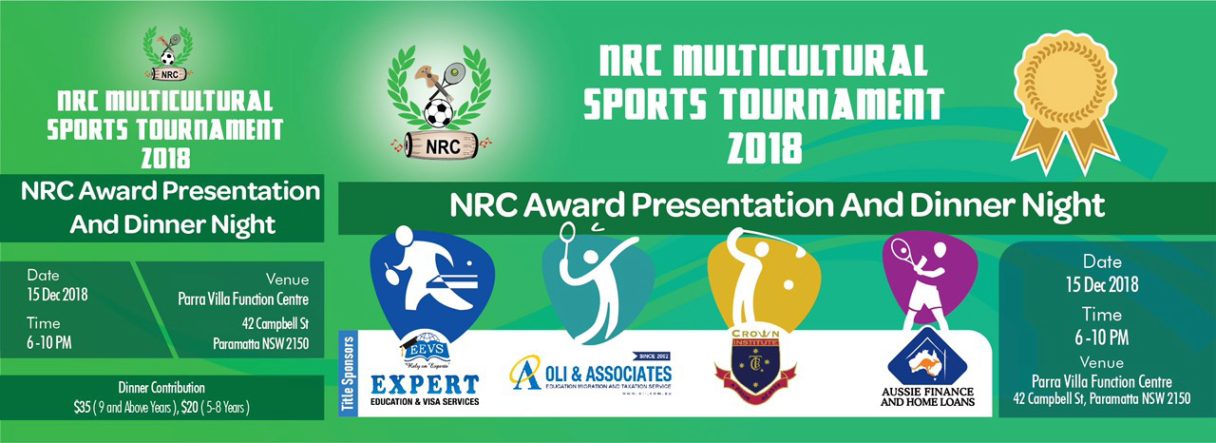 NRC
NRC MULTICULTURAL
SPORTS TOURNAMENT
2018
NRC Award Presentation
And Dinner Night
Date
15 Dec 2018
Time
6 -10 PM
Venue
Parra Villa Function Centre
42 Campbell St
Paramatta NSW 2150
Dinner Contribution
$35 ( 9 and Above Years ), $20 ( 5-8 Years )
NRC
NRC MULTICULTURAL
SPORTS TOURNAMENT
2018
NRC Award Presentation And Dinner Night
Title Sponsors
EEVS
Rely on Experts
EXPERT
EDUCATION & VISA SERVICES
SINCE 2002
OLI & ASSOCIATES
EDUCATION MIGRATION AND TAXATION SERVICE
CROWN
INSTITUTE
AUSSIE FINANCE
AND HOME LOANS
Date
15 Dec 2018
Time
6 -10 PM
Venue
Parra Villa Function Centre
42 Campbell St, Paramatta NSW 2150